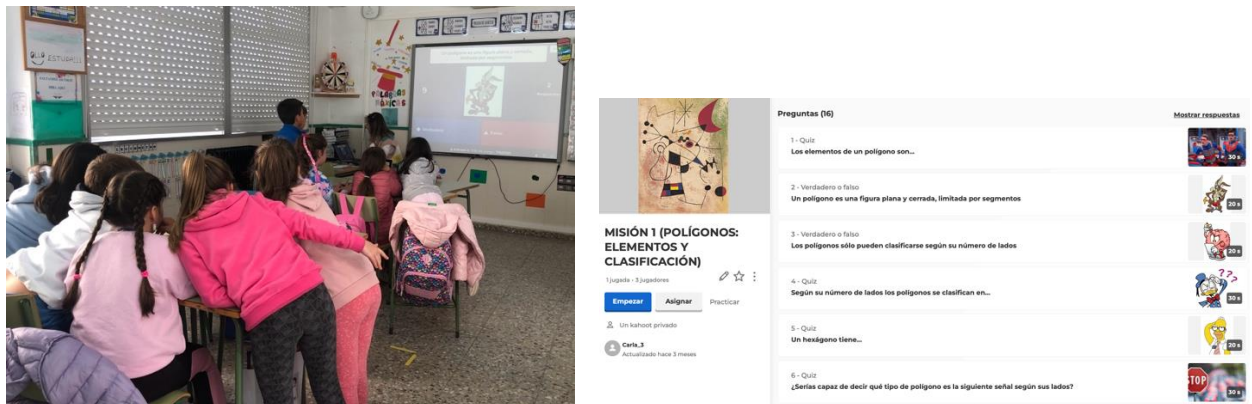 ESTUDIA
PALABRAS
MÁGICAS
Preguntas (16)
Mostrar respuestas
1 - Quiz
Los elementos de un polígono son...
30 s
2 - Verdadero o falso
Un polígono es una figura plana y cerrada, limitada por segmentos
20 s
3 - Verdadero o falso
Los polígonos sólo pueden clasificarse según su número de lados
20 s
4 - Quiz
Según su número de lados los polígonos se clasifican en...
30 s
5 - Quiz
Un hexágono tiene...
20 s
6 - Quiz
¿Serías capaz de decir qué tipo de polígono es la siguiente señal según sus lados?
STOP
30 s
MISIÓN 1 (POLÍGONOS:
ELEMENTOS Y
CLASIFICACIÓN)
1 jugada · 3 jugadores
Empezar
Asignar
Practicar
Un kahoot privado
Carla_3
Actualizado hace 3 meses